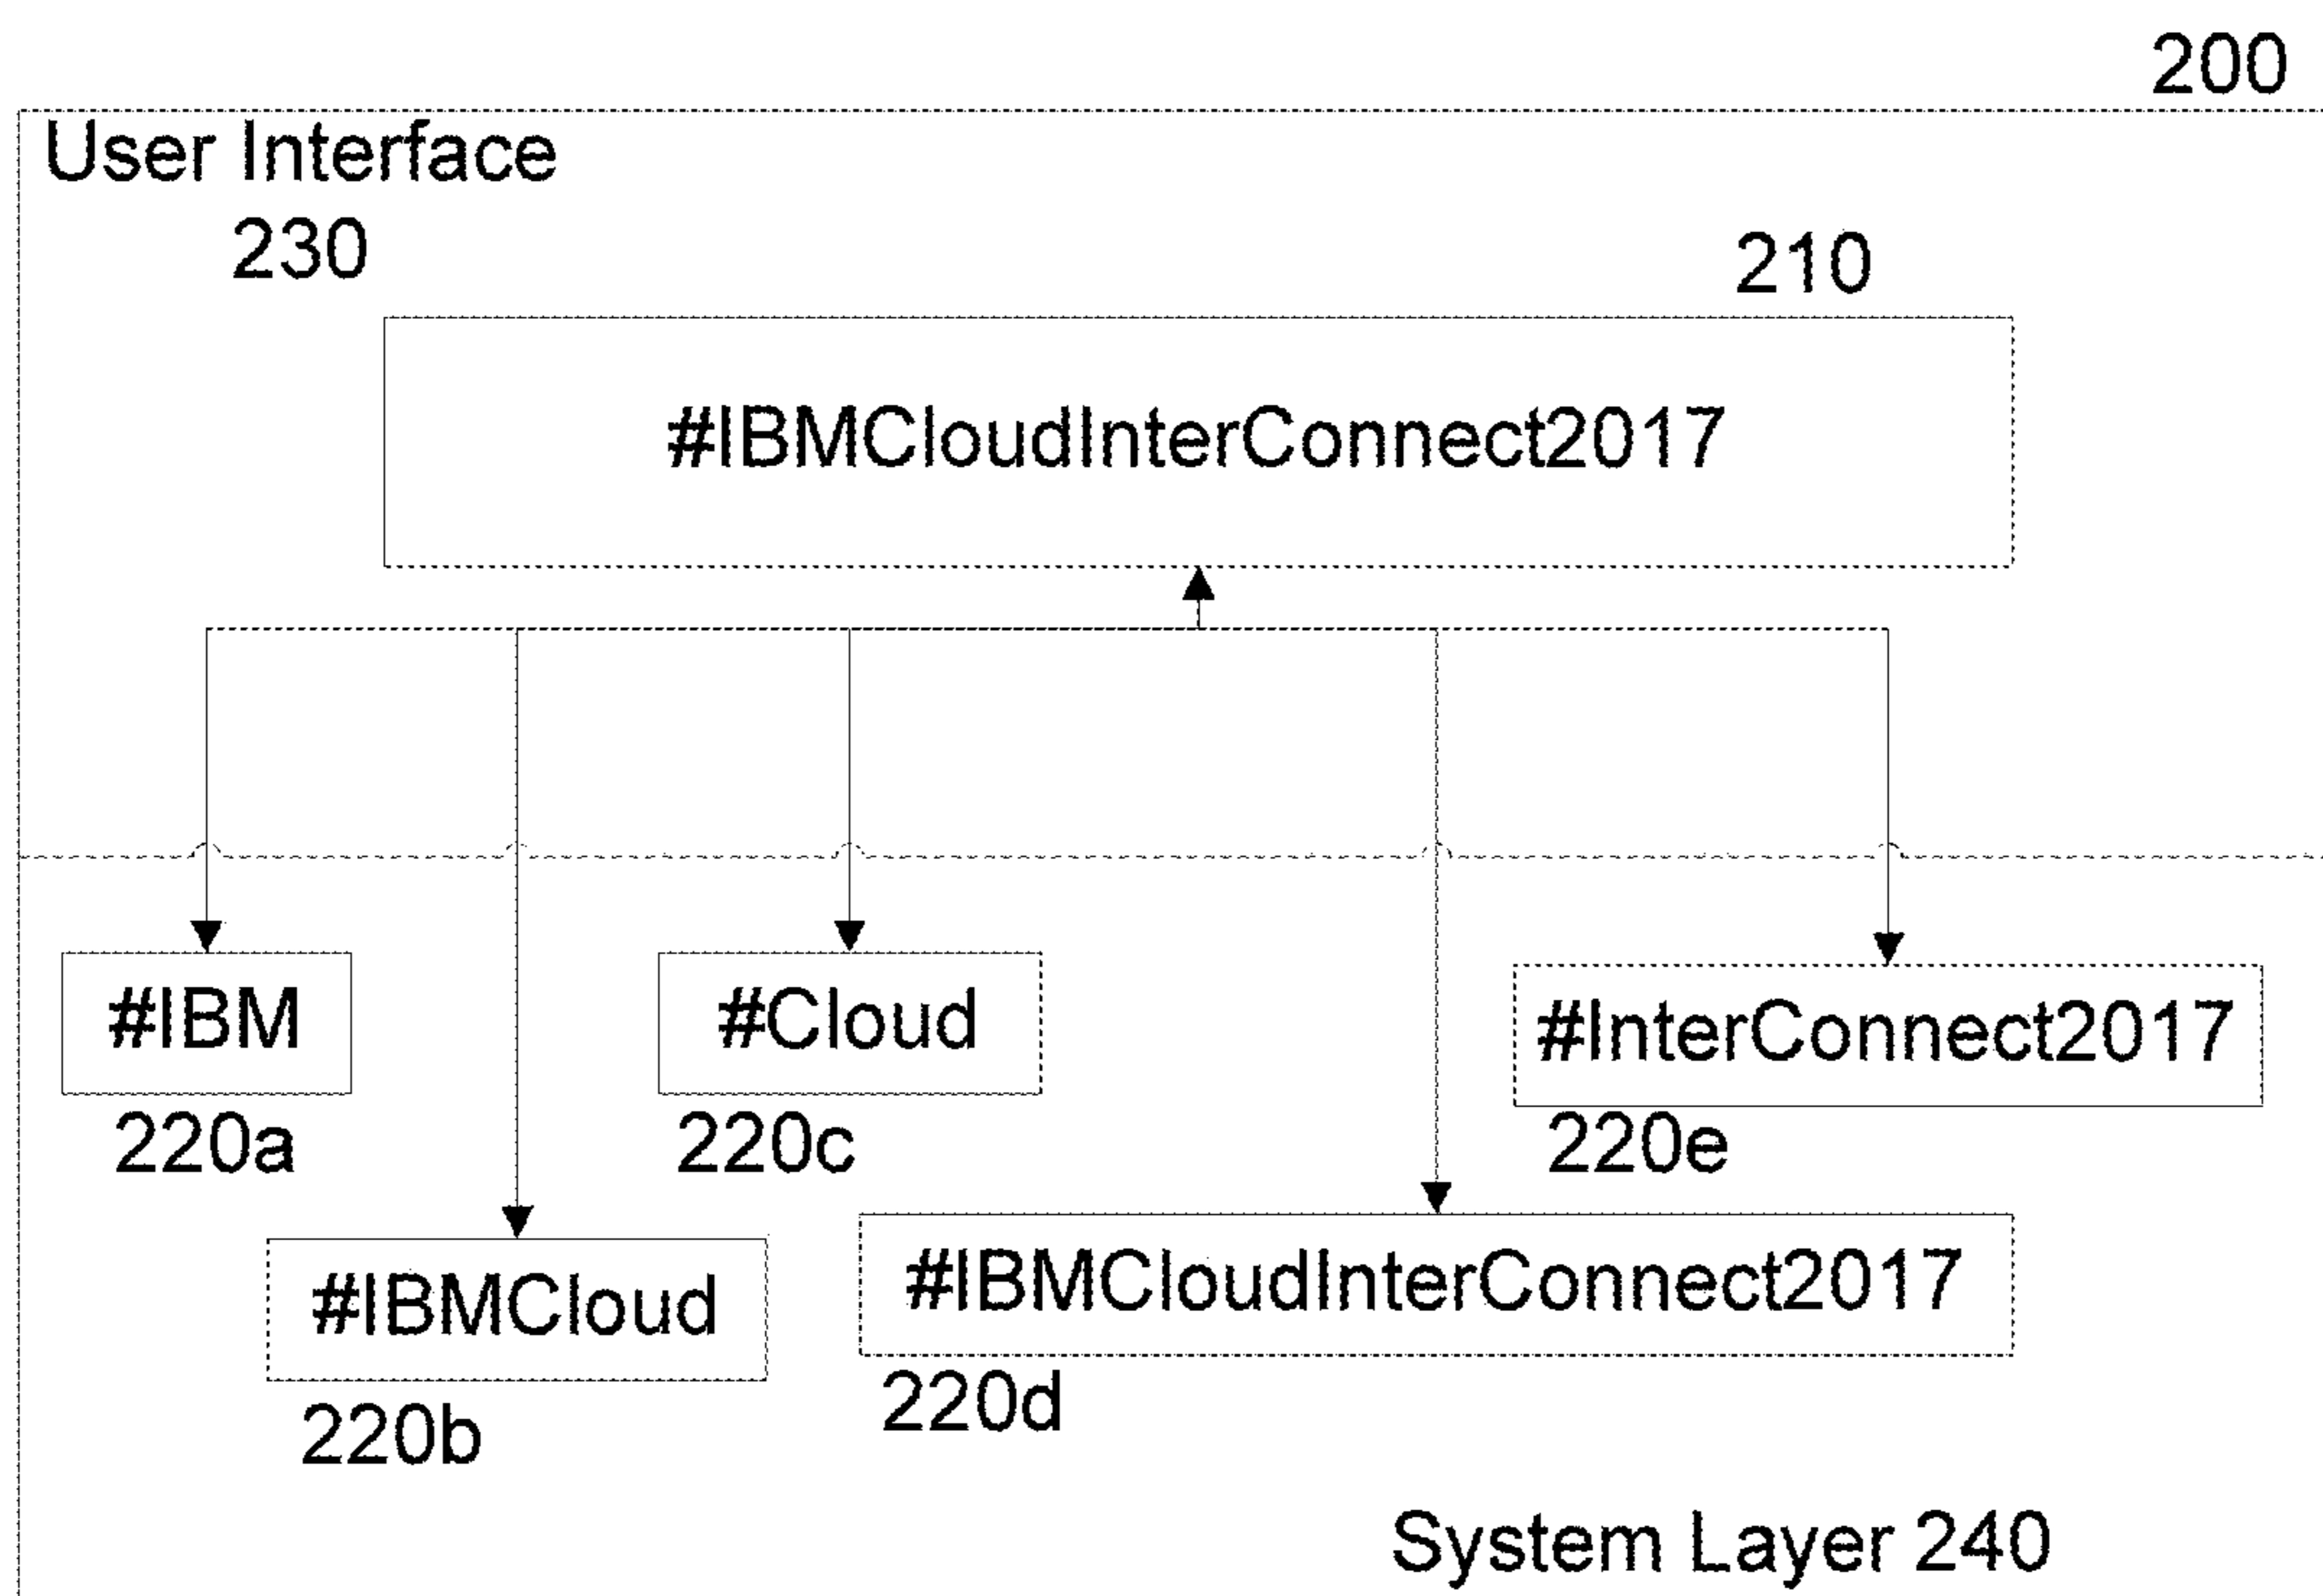 200
User Interface
230
210
#IBMCloudInterConnect2017
#IBM
#Cloud
#InterConnect2017
220a
220c
220e
#IBMCloud
#IBMCloudInterConnect2017
220b
220d
System Layer 240